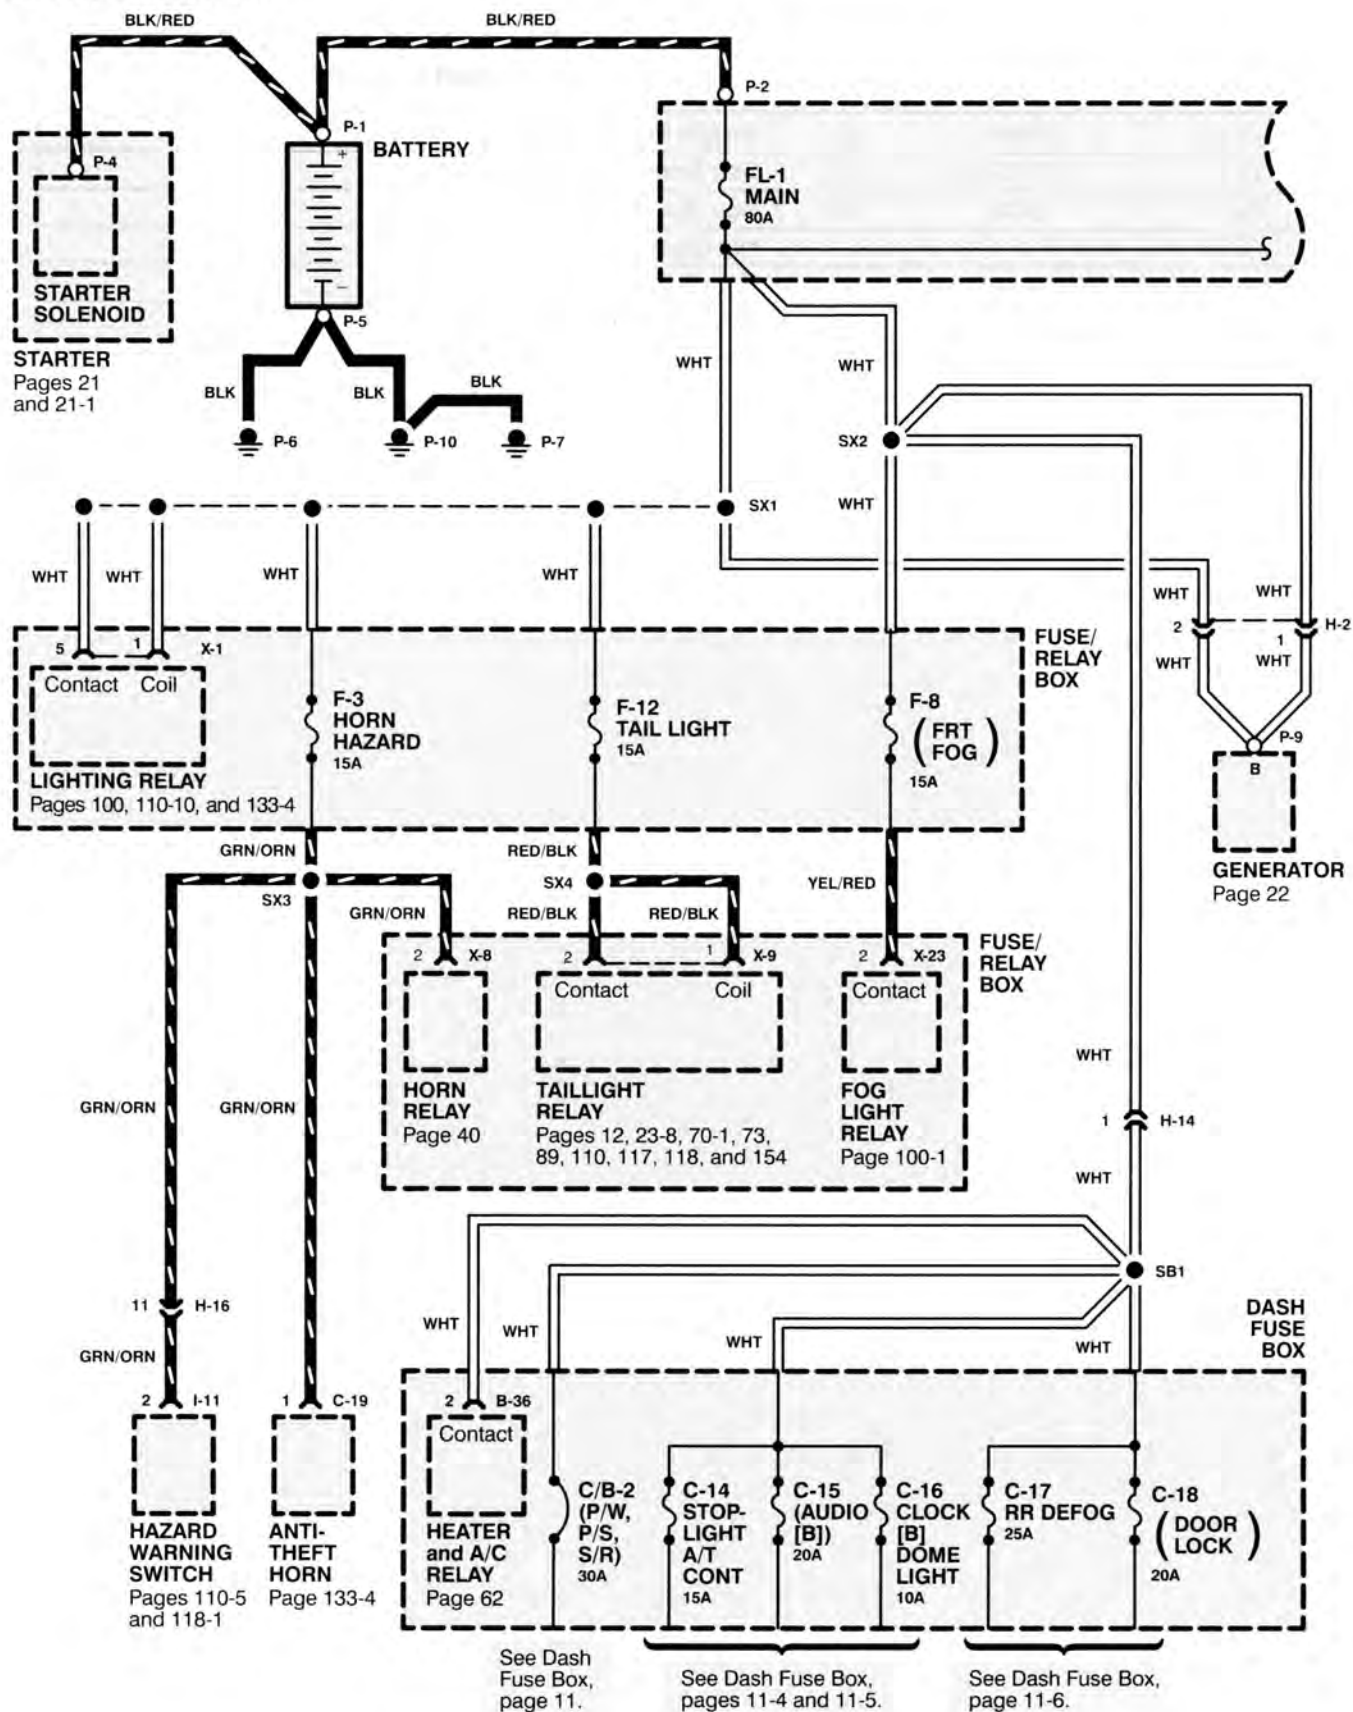 BLK/RED
BLK/RED
P-2
P-1
BATTERY
+
P-4
FL-1
MAIN
80A
STARTER
SOLENOID
-
P-5
STARTER
Pages 21
and 21-1
BLK
BLK
BLK
P-6
P-10
P-7
WHT
WHT
SX2
SX1
WHT
WHT
WHT
WHT
WHT
WHT
WHT
2
1
H-2
WHT
WHT
FUSE/
RELAY
BOX
5
1
X-1
Contact
Coil
LIGHTING RELAY
Pages 100, 110-10, and 133-4
F-3
HORN
HAZARD
15A
F-12
TAIL LIGHT
15A
F-8
(FRT
FOG)
15A
P-9
B
GENERATOR
Page 22
GRN/ORN
RED/BLK
SX3
SX4
YEL/RED
GRN/ORN
RED/BLK
RED/BLK
FUSE/
RELAY
BOX
2
X-8
2
1
X-9
2
X-23
Contact
Coil
Contact
HORN
RELAY
Page 40
TAILLIGHT
RELAY
Pages 12, 23-8, 70-1, 73,
89, 110, 117, 118, and 154
FOG
LIGHT
RELAY
Page 100-1
WHT
GRN/ORN
GRN/ORN
1
H-14
WHT
SB1
11
H-16
GRN/ORN
WHT
WHT
WHT
WHT
DASH
FUSE
BOX
2
I-11
1
C-19
2
B-36
Contact
HAZARD
WARNING
SWITCH
Pages 110-5
and 118-1
ANTI-
THEFT
HORN
Page 133-4
HEATER
and A/C
RELAY
Page 62
C/B-2
(P/W,
P/S,
S/R)
30A
C-14
STOP-
LIGHT
A/T
CONT
15A
C-15
(AUDIO
[B])
20A
C-16
CLOCK
[B]
DOME
LIGHT
10A
C-17
RR DEFOG
25A
C-18
(DOOR
LOCK)
20A
See Dash
Fuse Box,
page 11.
See Dash Fuse Box,
pages 11-4 and 11-5.
See Dash Fuse Box,
page 11-6.